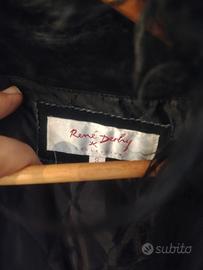 René Derhy
subito